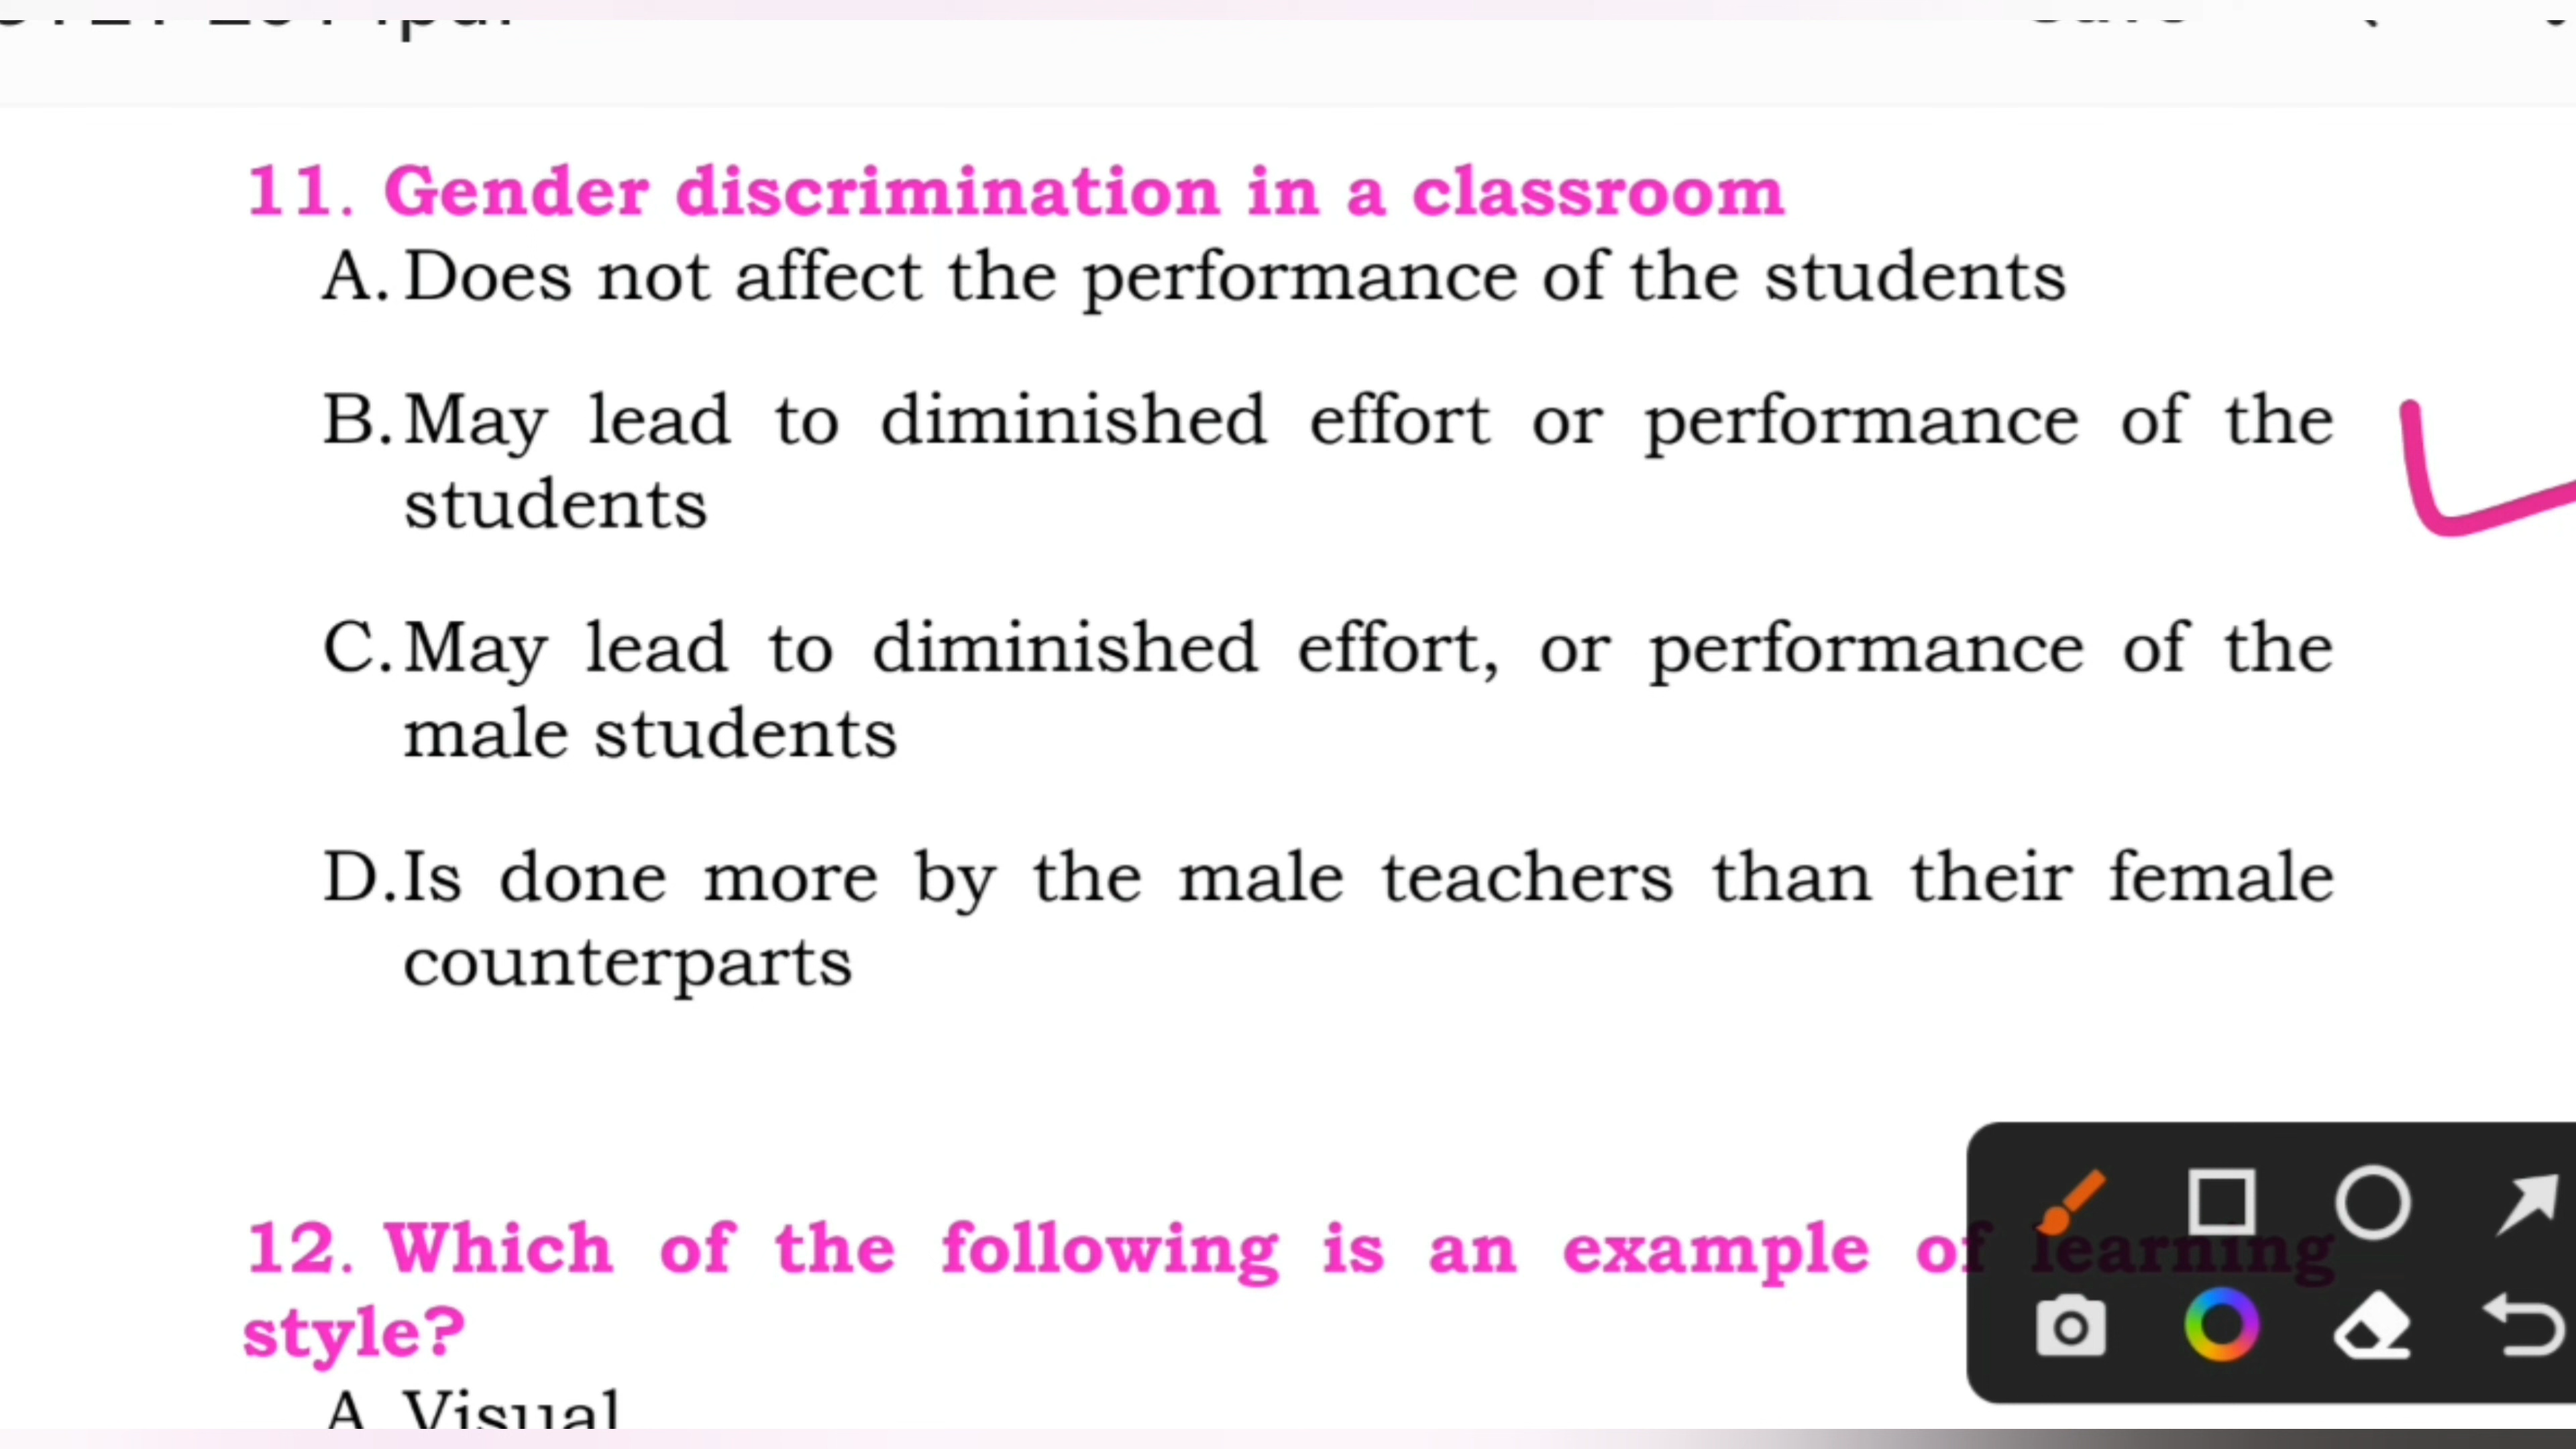 11. Gender discrimination in a classroom
A. Does not affect the performance of the students
B. May lead to diminished effort or performance of the
students
C. May lead to diminished effort, or performance of the
male students
D. Is done more by the male teachers than their female
counterparts
12. Which of the following is an example of learning
style?
A. Visual